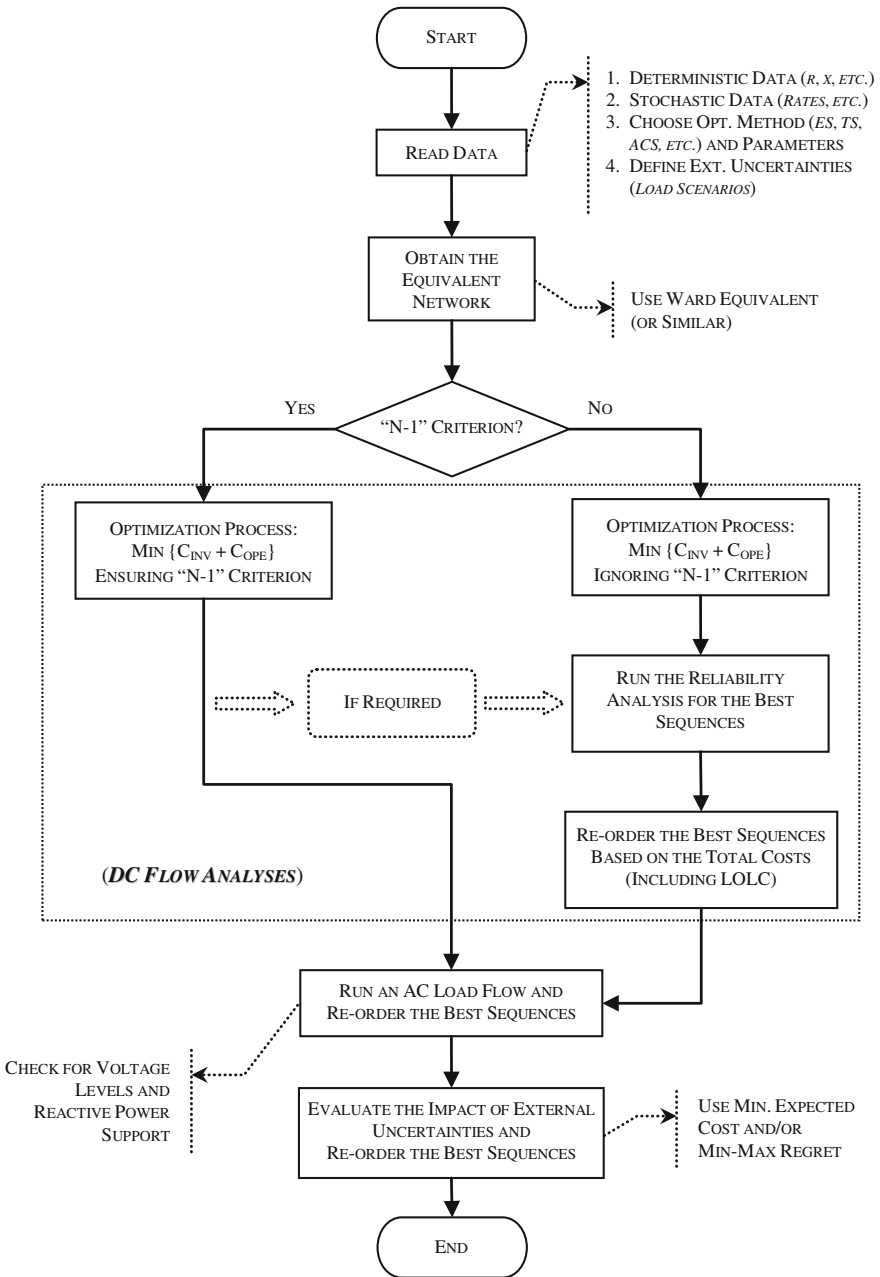 START
1. DETERMINISTIC DATA (R, X, ETC.)
2. STOCHASTIC DATA (RATES, ETC.)
3. CHOOSE OPT. METHOD (ES, TS,
ACS, ETC.) AND PARAMETERS
4. DEFINE EXT. UNCERTAINTIES
(LOAD SCENARIOS)
READ DATA
OBTAIN THE
EQUIVALENT
NETWORK
USE WARD EQUIVALENT
(OR SIMILAR)
YES
NO
“N-1” CRITERION?
OPTIMIZATION PROCESS:
MIN {CINV + COPE}
ENSURING “N-1” CRITERION
OPTIMIZATION PROCESS:
MIN {CINV + COPE}
IGNORING “N-1” CRITERION
IF REQUIRED
RUN THE RELIABILITY
ANALYSIS FOR THE BEST
SEQUENCES
RE-ORDER THE BEST SEQUENCES
BASED ON THE TOTAL COSTS
(INCLUDING LOLC)
(DC FLOW ANALYSES)
RUN AN AC LOAD FLOW AND
RE-ORDER THE BEST SEQUENCES
CHECK FOR VOLTAGE
LEVELS AND
REACTIVE POWER
SUPPORT
EVALUATE THE IMPACT OF EXTERNAL
UNCERTAINTIES AND
RE-ORDER THE BEST SEQUENCES
USE MIN. EXPECTED
COST AND/OR
MIN-MAX REGRET
END